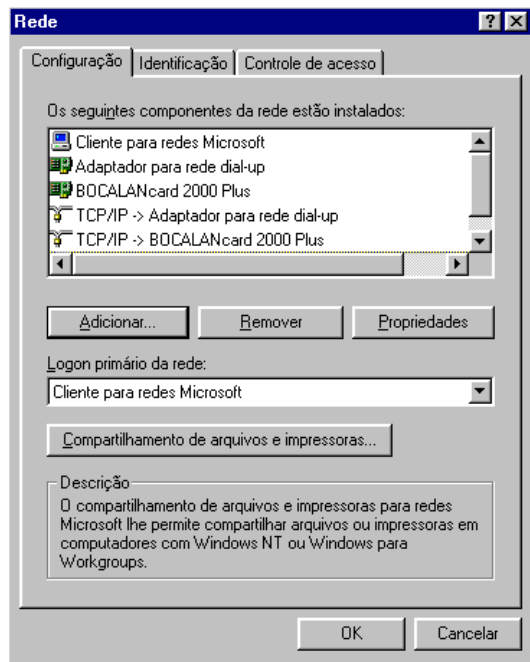 Rede
Configuração Identificação Controle de acesso
Os seguintes componentes da rede estão instalados:
Cliente para redes Microsoft
Adaptador para rede dial-up
BOCALANcard 2000 Plus
TCP/IP -> Adaptador para rede dial-up
TCP/IP -> BOCALANcard 2000 Plus
Adicionar... Remover Propriedades
Logon primário da rede:
Cliente para redes Microsoft
Compartilhamento de arquivos e impressoras...
Descrição
O compartilhamento de arquivos e impressoras para redes
Microsoft lhe permite compartilhar arquivos ou impressoras em
computadores com Windows NT ou Windows para
Workgroups.
OK Cancelar